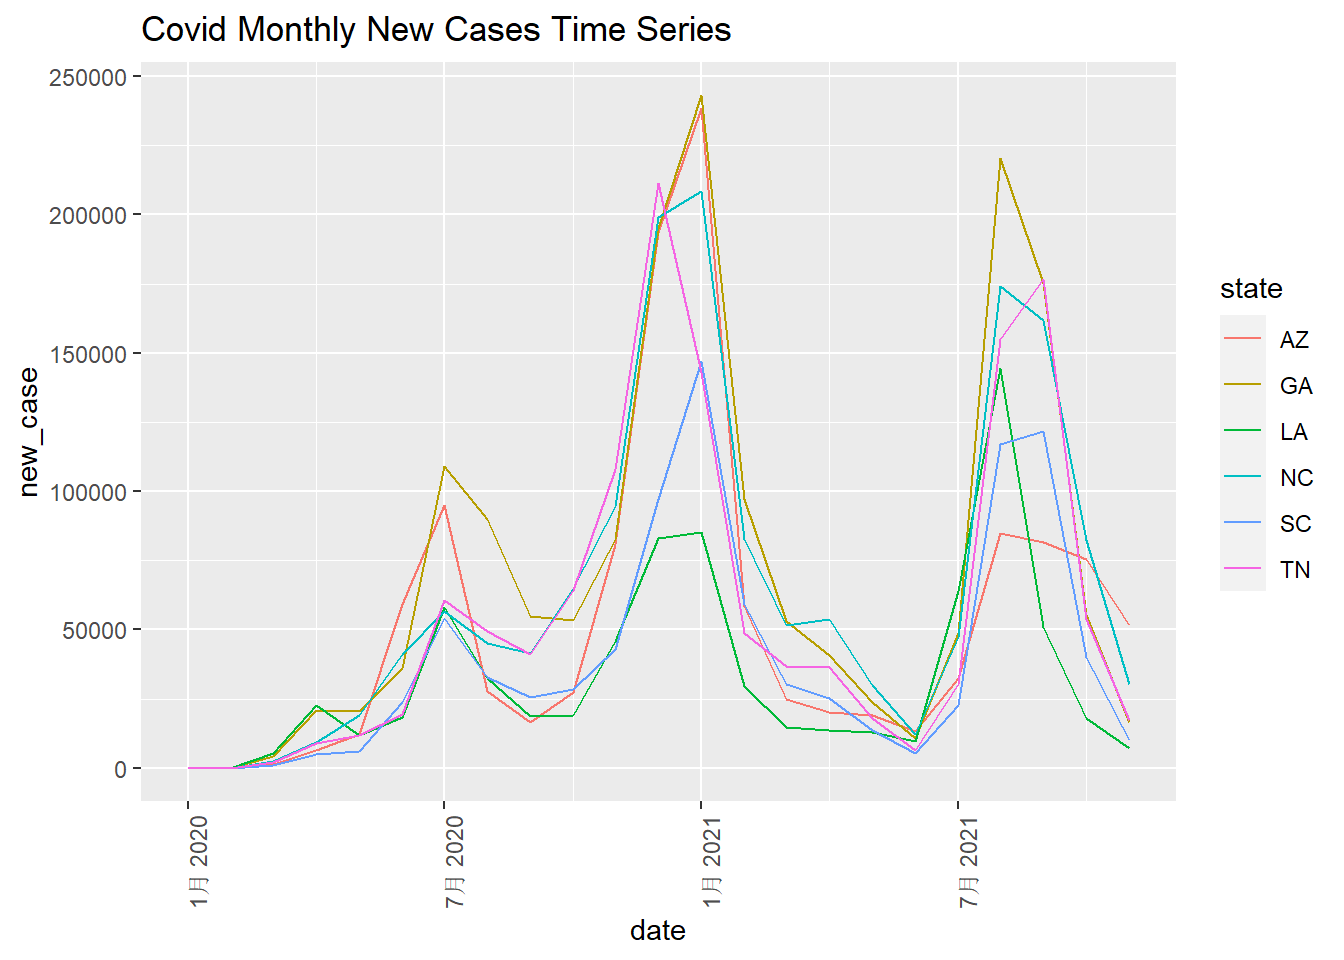 Covid Monthly New Cases Time Series
250000
200000
150000
100000
50000
0
new_case
1月 2020
7月 2020
1月 2021
7月 2021
date
state
AZ
GA
LA
NC
SC
TN